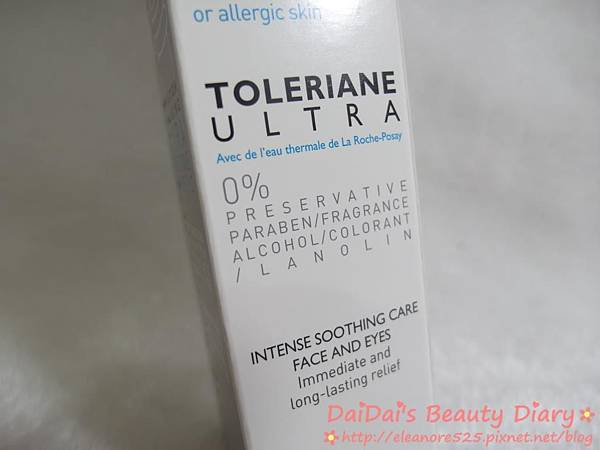 or allergic skin
TOLERIANE
ULTRA
Avec de l'eau thermale de La Roche-Posay
0%
PRESERVATIVE
PARABEN/FRAGRANCE
ALCOHOL/COLORANT
/LANOLIN
INTENSE SOOTHING CARE
FACE AND EYES
Immediate and
long-lasting relief
DaiDai's Beauty Diary
http://eleanore525.pixnet.net/blog